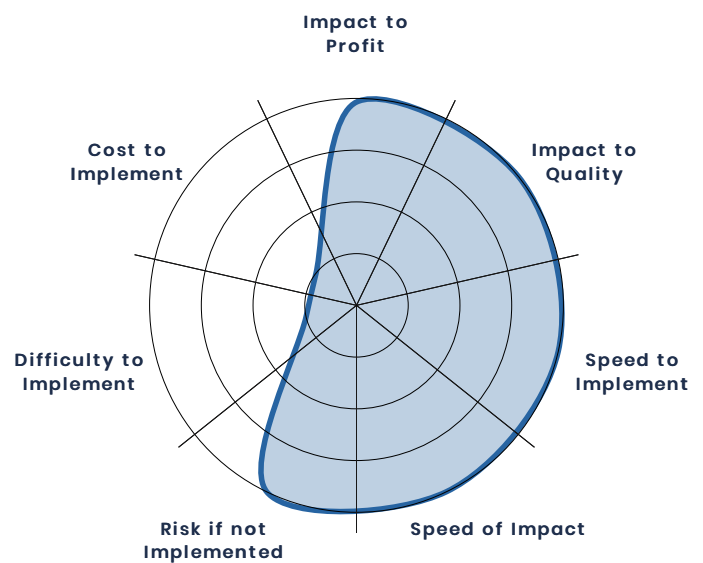 Impact to
Profit
Impact to
Quality
Speed to
Implement
Speed of Impact
Risk if not
Implemented
Difficulty to
Implement
Cost to
Implement